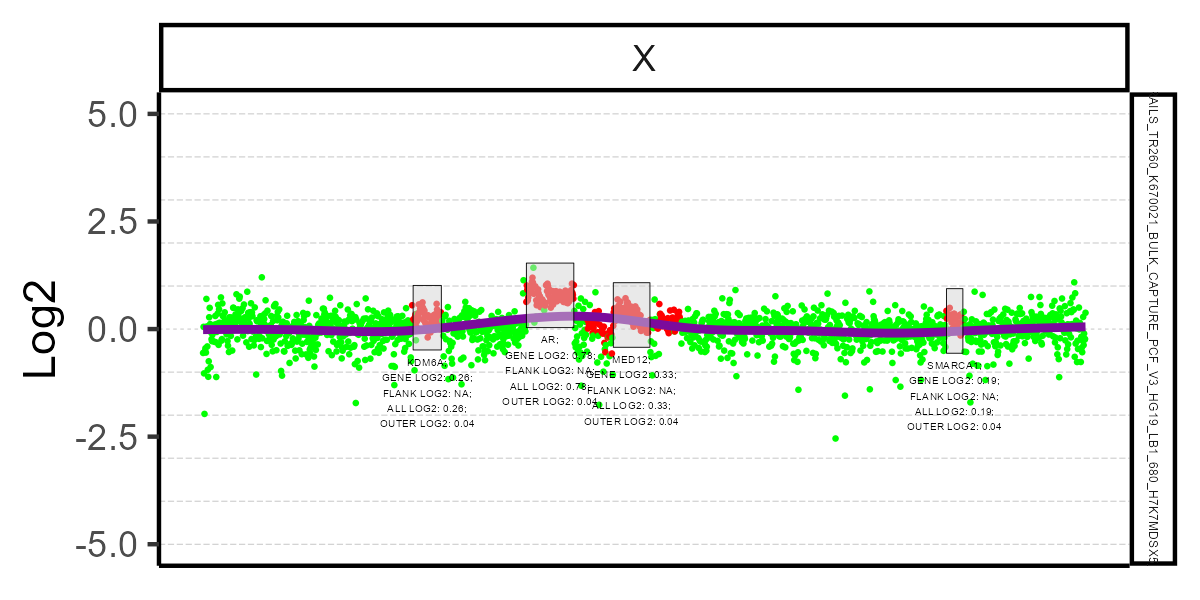 X
Log2
5.0
2.5
0.0
-2.5
-5.0
KDM6A;
GENE LOG2: 0.26;
FLANK LOG2: NA;
ALL LOG2: 0.26;
OUTER LOG2: 0.04
AR;
GENE LOG2: 0.78;
FLANK LOG2: NA;
ALL LOG2: 0.78;
OUTER LOG2: 0.04
MED12;
GENE LOG2: 0.33;
FLANK LOG2: NA;
ALL LOG2: 0.33;
OUTER LOG2: 0.04
SMARCA1;
GENE LOG2: 0.19;
FLANK LOG2: NA;
ALL LOG2: 0.19;
OUTER LOG2: 0.04
AILS_TR260_K670021_BULK_CAPTURE_PCF_V3_HG19_LB1_680_H7K7MDSX5